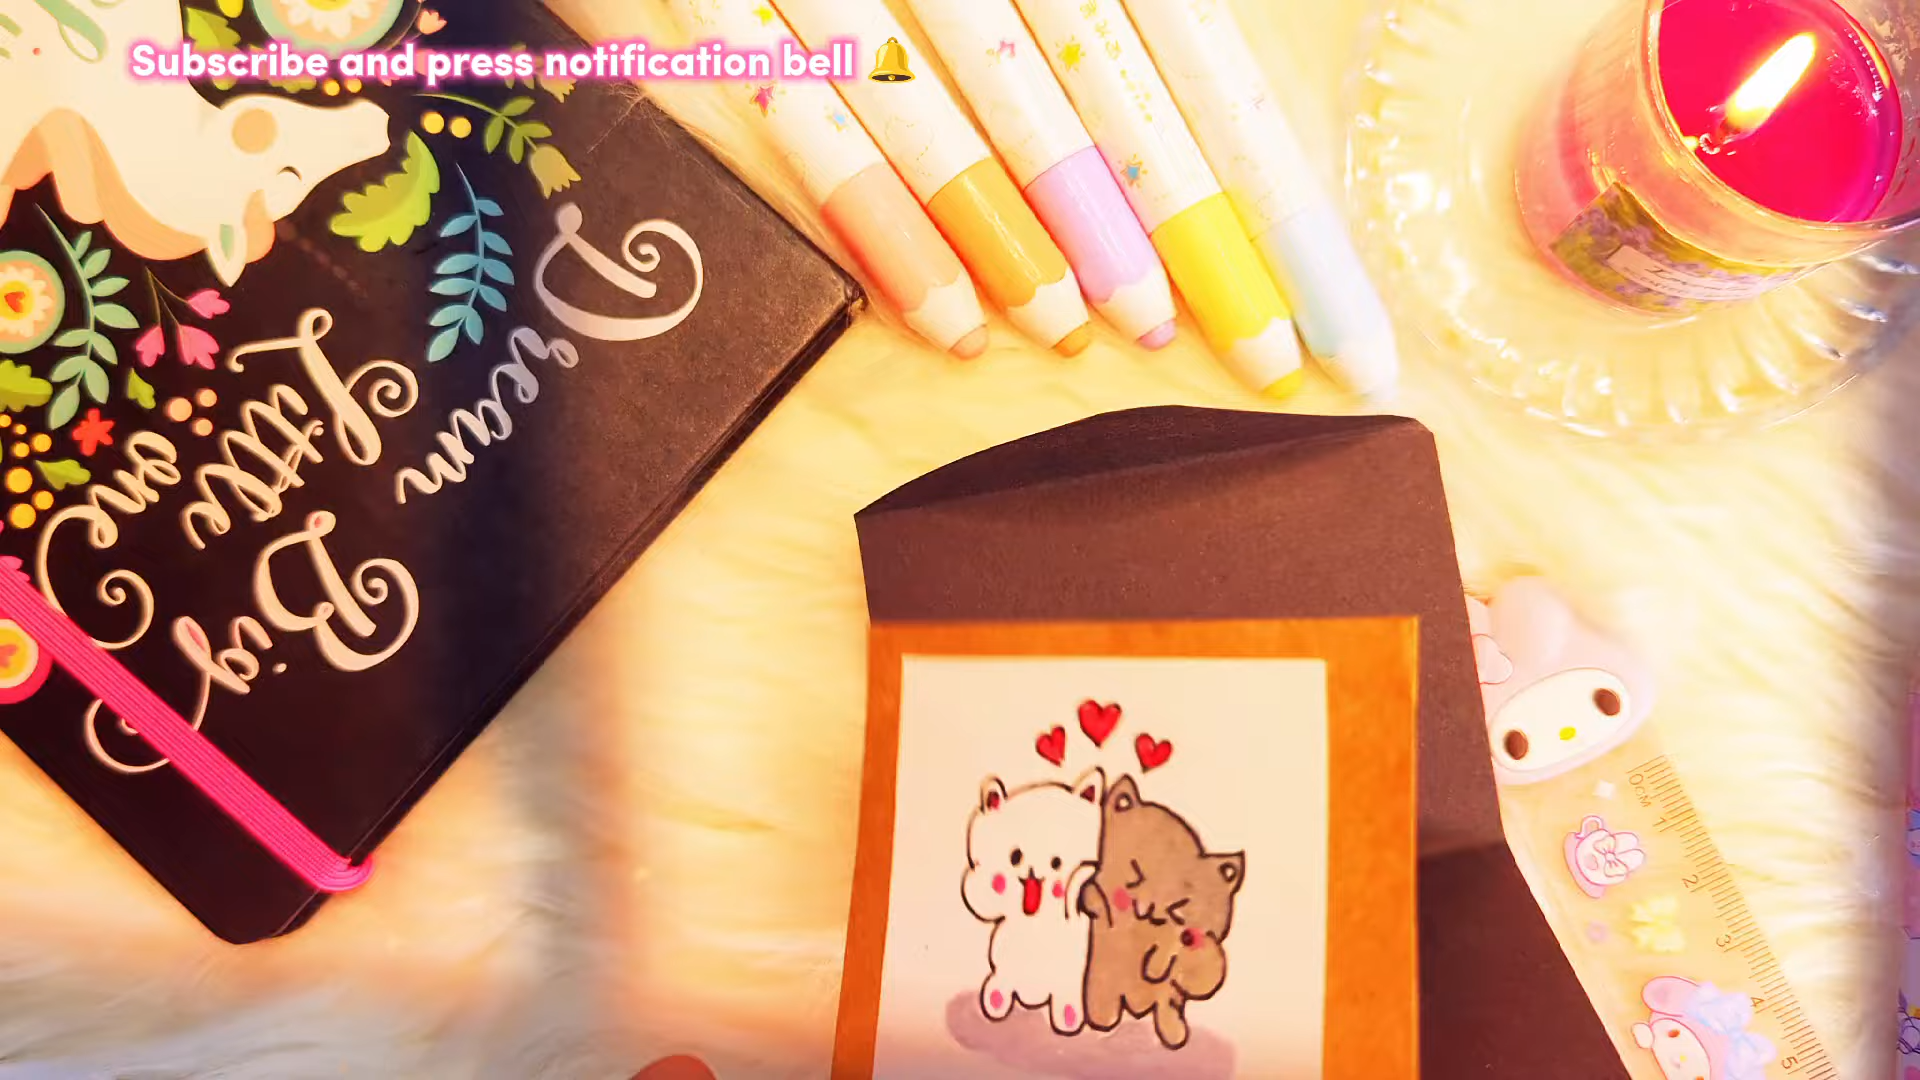 Subscribe and press notification bell 🔔
Dream
Big
Little
one
0CM
1
2
3
4
5